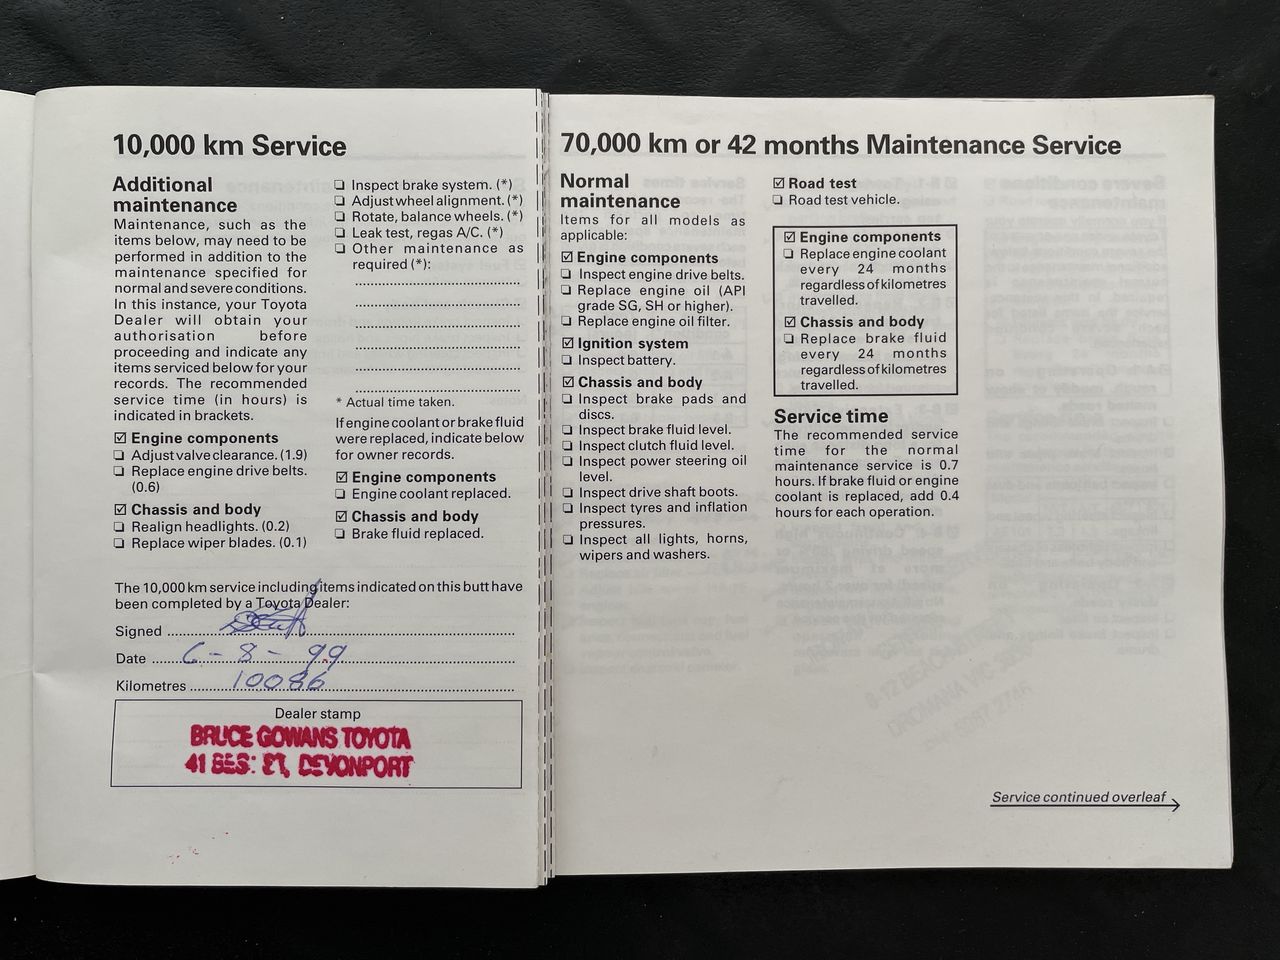 10,000 km Service
Additional
maintenance
Maintenance, such as the
items below, may need to be
performed in addition to the
maintenance specified for
normal and severe conditions.
In this instance, your Toyota
Dealer will obtain your
authorisation before
proceeding and indicate any
items serviced below for your
records. The recommended
service time (in hours) is
indicated in brackets.
☑ Engine components
❏ Adjust valve clearance. (1.9)
❏ Replace engine drive belts.
(0.6)
☑ Chassis and body
❏ Realign headlights. (0.2)
❏ Replace wiper blades. (0.1)
❏ Inspect brake system. (*)
❏ Adjust wheel alignment. (*)
❏ Rotate, balance wheels. (*)
❏ Leak test, regas A/C. (*)
❏ Other maintenance as
required (*):
* Actual time taken.
If engine coolant or brake fluid
were replaced, indicate below
for owner records.
☑ Engine components
❏ Engine coolant replaced.
☑ Chassis and body
❏ Brake fluid replaced.
The 10,000 km service including items indicated on this butt have
been completed by a Toyota Dealer:
Signed
Date 6-8-99
Kilometres 10086
Dealer stamp
BRUCE GOWANS TOYOTA
41 DEVONPORT
70,000 km or 42 months Maintenance Service
Normal
maintenance
Items for all models as
applicable:
☑ Engine components
❏ Inspect engine drive belts.
❏ Replace engine oil (API
grade SG, SH or higher).
❏ Replace engine oil filter.
☑ Ignition system
❏ Inspect battery.
☑ Chassis and body
❏ Inspect brake pads and
discs.
❏ Inspect brake fluid level.
❏ Inspect clutch fluid level.
❏ Inspect power steering oil
level.
❏ Inspect drive shaft boots.
❏ Inspect tyres and inflation
pressures.
❏ Inspect all lights, horns,
wipers and washers.
☑ Road test
❏ Road test vehicle.
☑ Engine components
❏ Replace engine coolant
every 24 months
regardless of kilometres
travelled.
☑ Chassis and body
❏ Replace brake fluid
every 24 months
regardless of kilometres
travelled.
Service time
The recommended service
time for the normal
maintenance service is 0.7
hours. If brake fluid or engine
coolant is replaced, add 0.4
hours for each operation.
Service continued overleaf